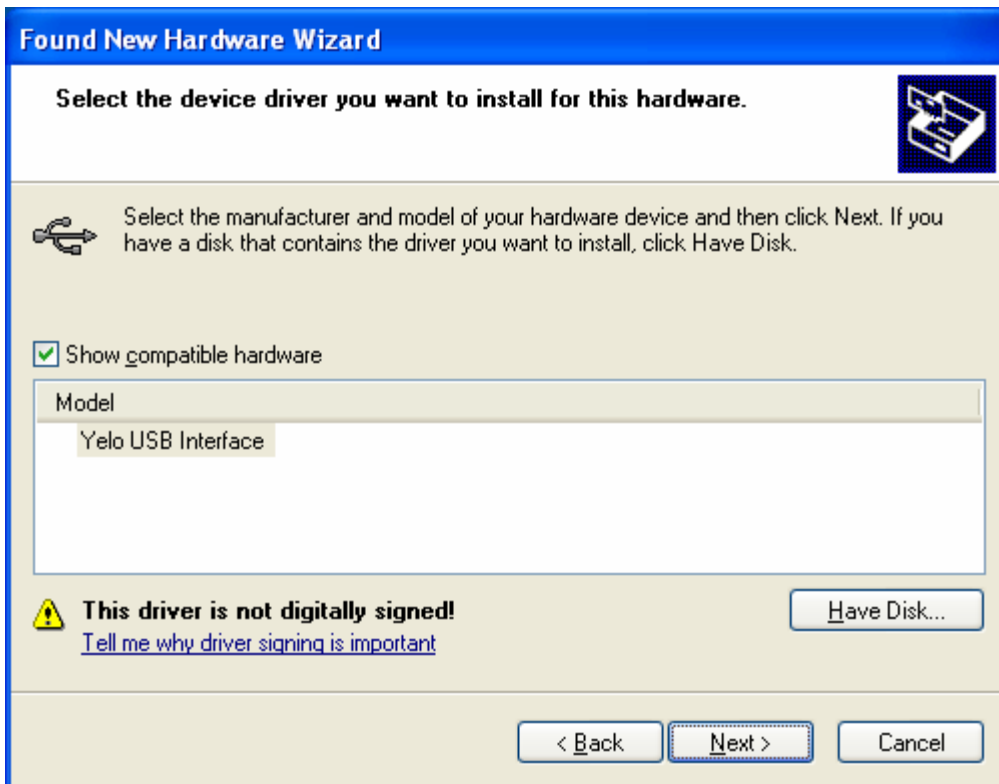 Found New Hardware Wizard
Select the device driver you want to install for this hardware.
Select the manufacturer and model of your hardware device and then click Next. If you
have a disk that contains the driver you want to install, click Have Disk.
Show compatible hardware
Model
Yelo USB Interface
This driver is not digitally signed!
Have Disk...
Tell me why driver signing is important
< Back
Next >
Cancel